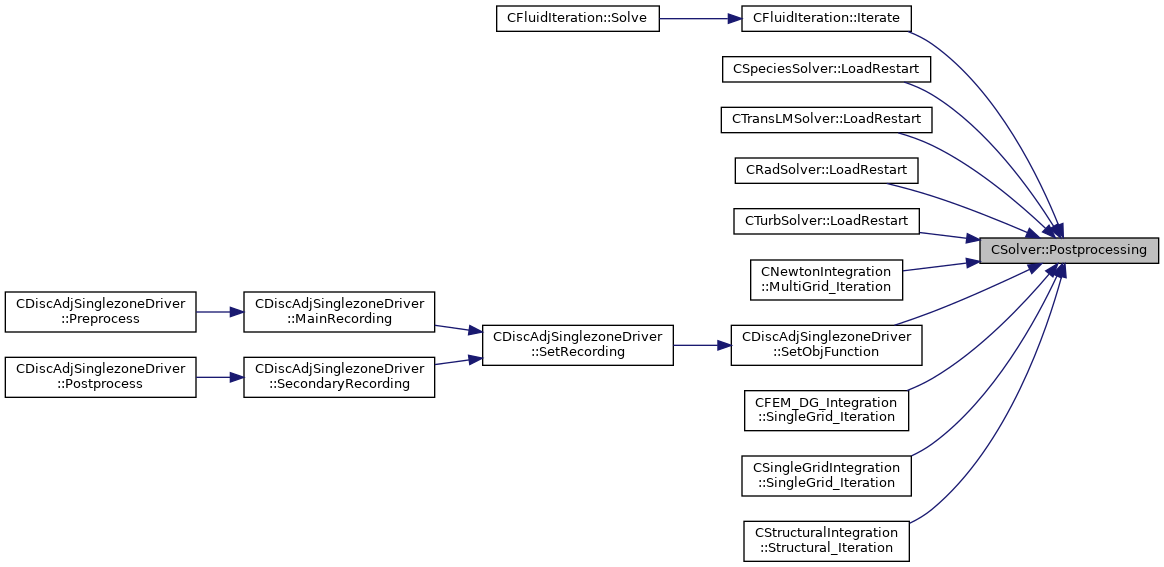 CFluidIteration::Solve
CFluidIteration::Iterate
CSpeciesSolver::LoadRestart
CTransLMSolver::LoadRestart
CRadSolver::LoadRestart
CTurbSolver::LoadRestart
CSolver::Postprocessing
CNewtonIntegration
::MultiGrid_Iteration
CDiscAdjSinglezoneDriver
::Preprocess
CDiscAdjSinglezoneDriver
::MainRecording
CDiscAdjSinglezoneDriver
::SetRecording
CDiscAdjSinglezoneDriver
::SetObjFunction
CDiscAdjSinglezoneDriver
::Postprocess
CDiscAdjSinglezoneDriver
::SecondaryRecording
CFEM_DG_Integration
::SingleGrid_Iteration
CSingleGridIntegration
::SingleGrid_Iteration
CStructuralIntegration
::Structural_Iteration